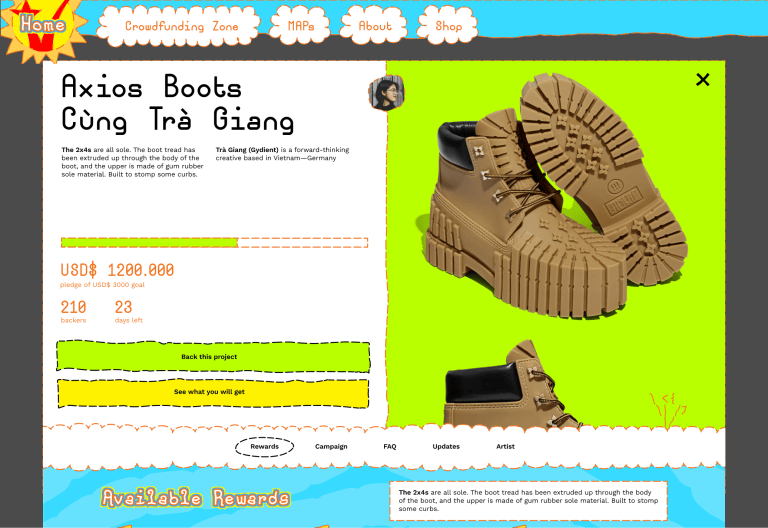 Home
Crowdfunding Zone
MAPs
About
Shop
Axios Boots
Cùng Trà Giang
The 2x4s are all sole. The boot tread has
been extruded up through the body of the
boot, and the upper is made of gum rubber
sole material. Built to stomp some curbs.
Trà Giang (Gydient) is a forward-thinking
creative based in Vietnam—Germany
USD$ 1200.000
pledge of USD$ 3000 goal
210
backers
23
days left
Back this project
See what you will get
Rewards
Campaign
FAQ
Updates
Artist
Available Rewards
The 2x4s are all sole. The boot tread has been extruded up through the body
of the boot, and the upper is made of gum rubber sole material. Built to stomp
some curbs.